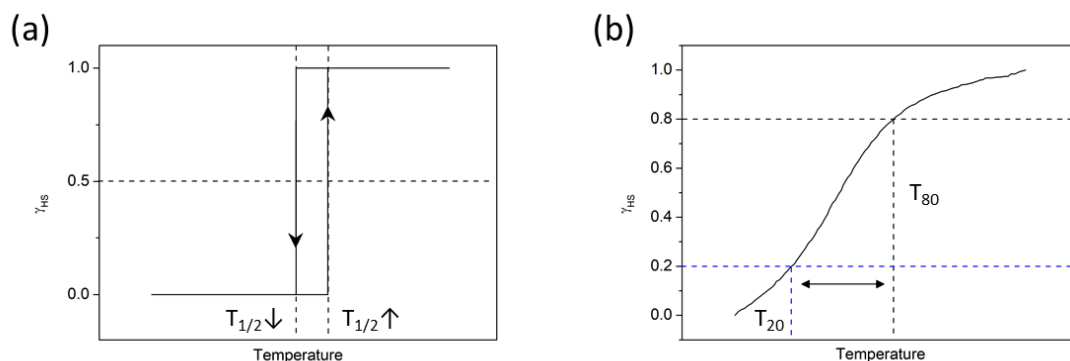 (a)
1.0
0.5
0.0
γHS
T1/2↓
T1/2↑
Temperature
(b)
1.0
0.8
0.6
0.4
0.2
0.0
γHS
T80
T20
Temperature